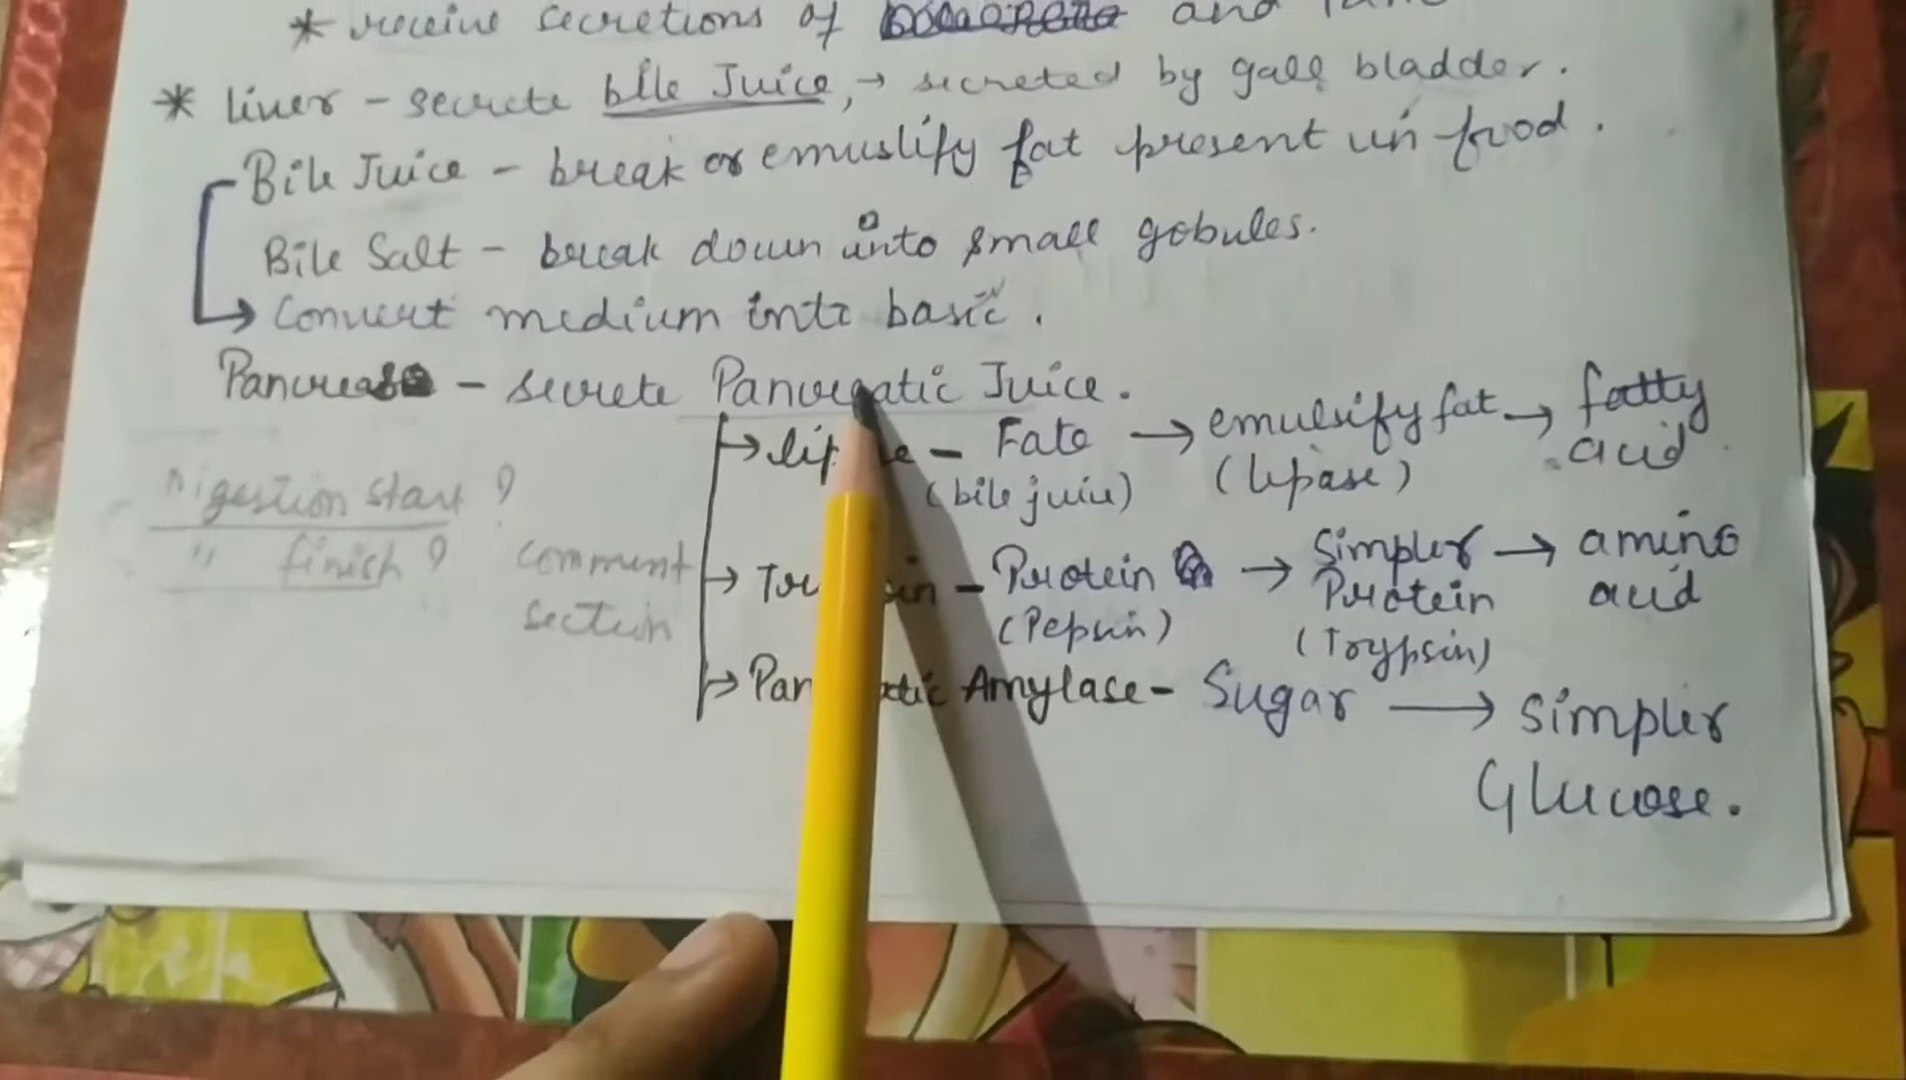 * receive secretions of and
* liver - secrete bile Juice, → secreted by gall bladder.
Bile Juice - break or emuslify fat present in food.
Bile Salt - break down into small gobules.
→ Convert medium into basic.
Pancreas - secrete Pancreatic Juice.
→ - Fats → emulsify fat → fatty acid
(bile juice) (lipase)
→ - Protein → Simpler Protein → amino acid
(Pepsin) (Trypsin)
→ Amylase - Sugar → Simpler Glucose.
Digestion start ?
" finish ?
comment section